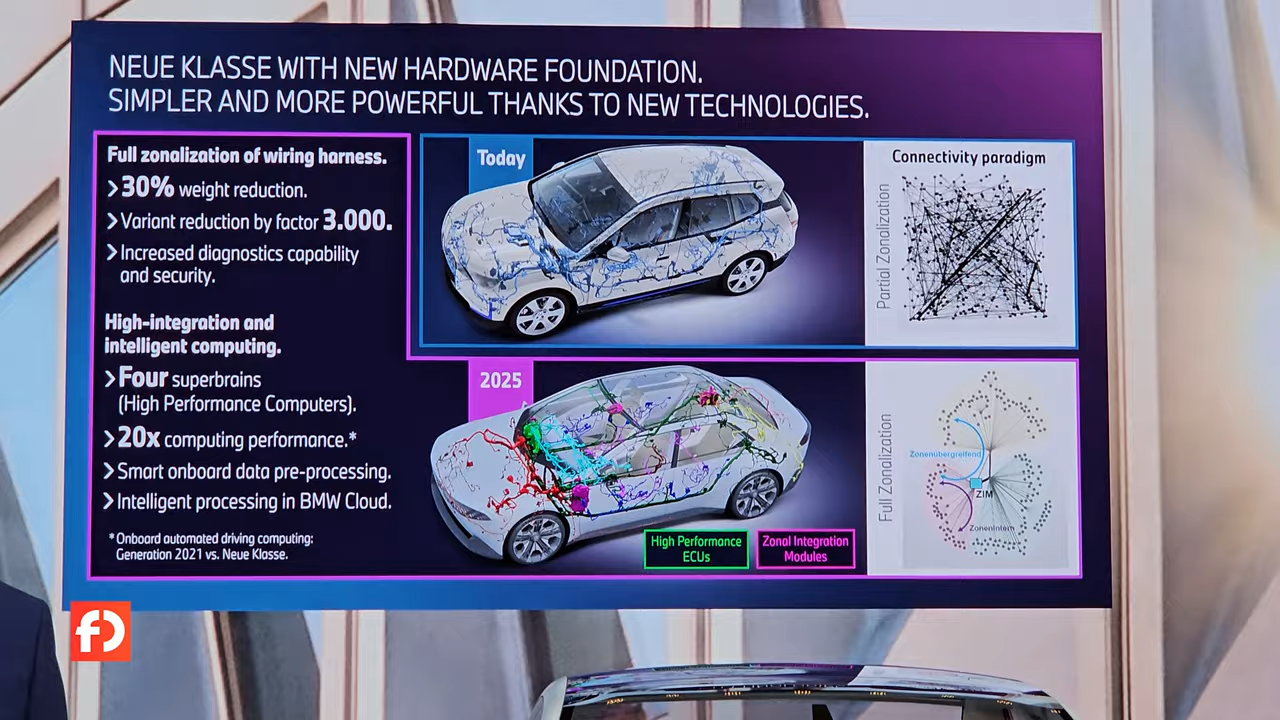 NEUE KLASSE WITH NEW HARDWARE FOUNDATION.
SIMPLER AND MORE POWERFUL THANKS TO NEW TECHNOLOGIES.
Full zonalization of wiring harness.
30% weight reduction.
Variant reduction by factor 3.000.
Increased diagnostics capability
and security.
High-integration and
intelligent computing.
Four superbrains
(High Performance Computers).
20x computing performance.*
Smart onboard data pre-processing.
Intelligent processing in BMW Cloud.
* Onboard automated driving computing:
Generation 2021 vs. Neue Klasse.
Today
Connectivity paradigm
Partial Zonalization
2025
High Performance
ECUs
Zonal Integration
Modules
Full Zonalization
Zonenübergreifend
ZIM
Zonenintern
fD